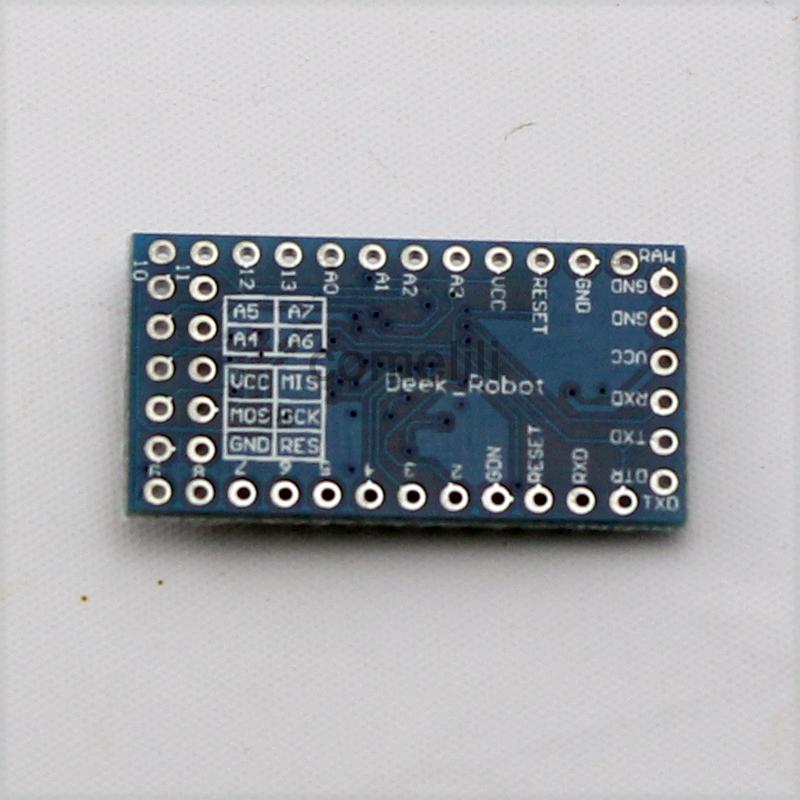 10 11 12 13 A0 A1 A2 A3 VCC RESET GND RAW
GND
GND
VCC
RXD
TXD
DTR
A5 A7
A4 A6
comelili
Deek_Robot
VCC MIS
MOS SCK
GND RES
9 8 7 6 5 4 3 2 GDN RESET RXD TXD